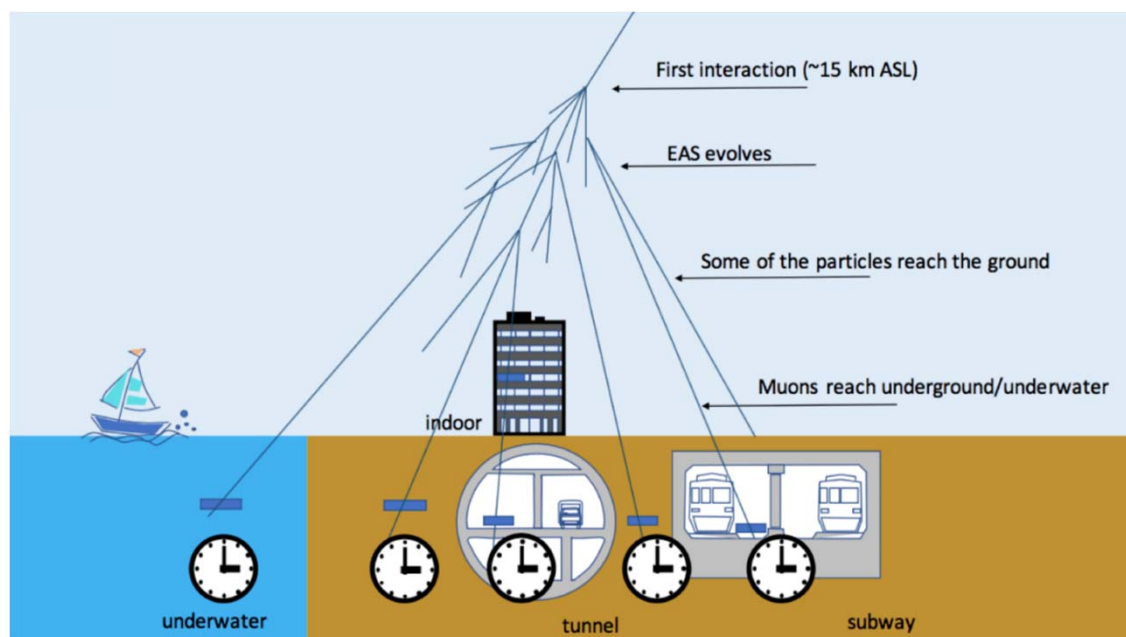 First interaction (~15 km ASL)
EAS evolves
Some of the particles reach the ground
Muons reach underground/underwater
indoor
underwater
tunnel
subway